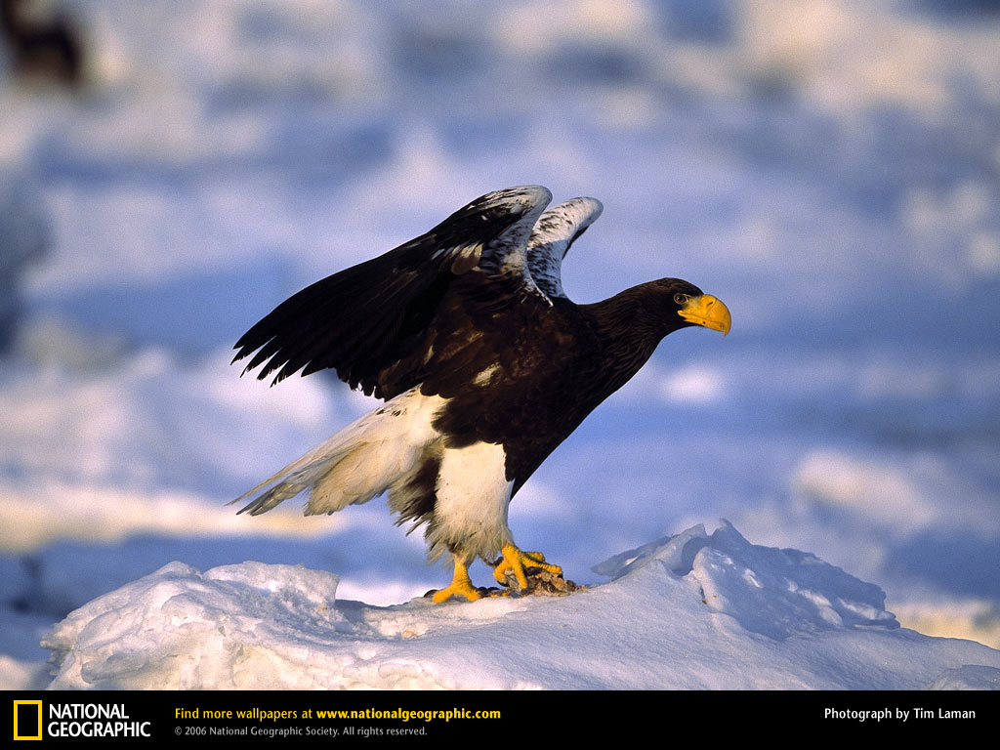 NATIONAL
GEOGRAPHIC
Find more wallpapers at www.nationalgeographic.com
© 2006 National Geographic Society. All rights reserved.
Photograph by Tim Laman